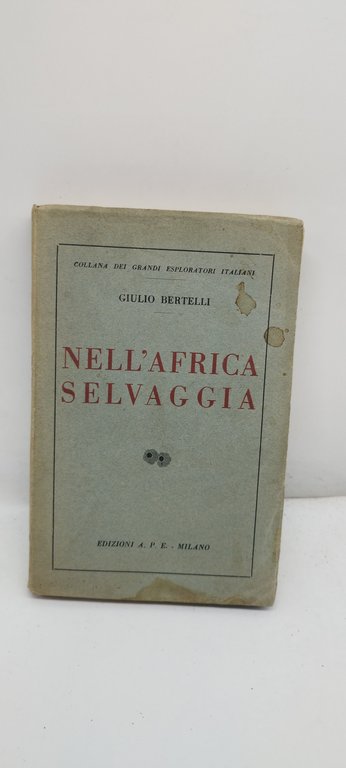 COLLANA DEI GRANDI ESPLORATORI ITALIANI
GIULIO BERTELLI
NELL'AFRICA
SELVAGGIA
EDIZIONI A. P. E. - MILANO